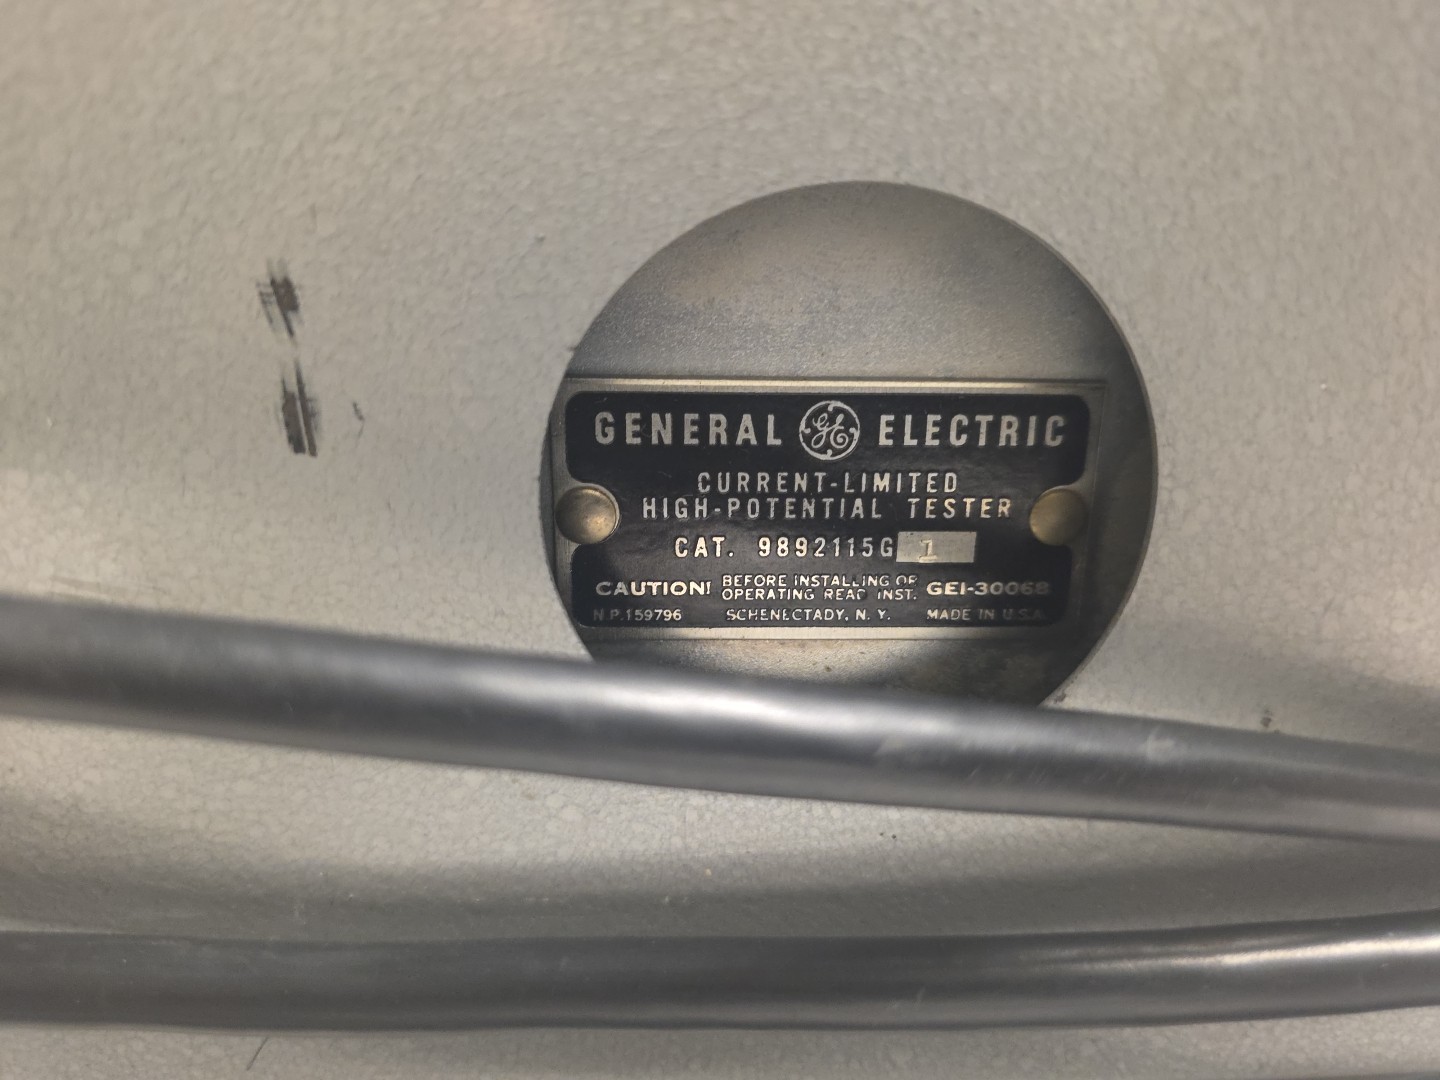 GENERAL GE ELECTRIC
CURRENT-LIMITED
HIGH-POTENTIAL TESTER
CAT. 9892115G 1
CAUTION! BEFORE INSTALLING OR OPERATING READ INST. GEI-30068
N.P.159796 SCHENECTADY, N. Y. MADE IN U.S.A.